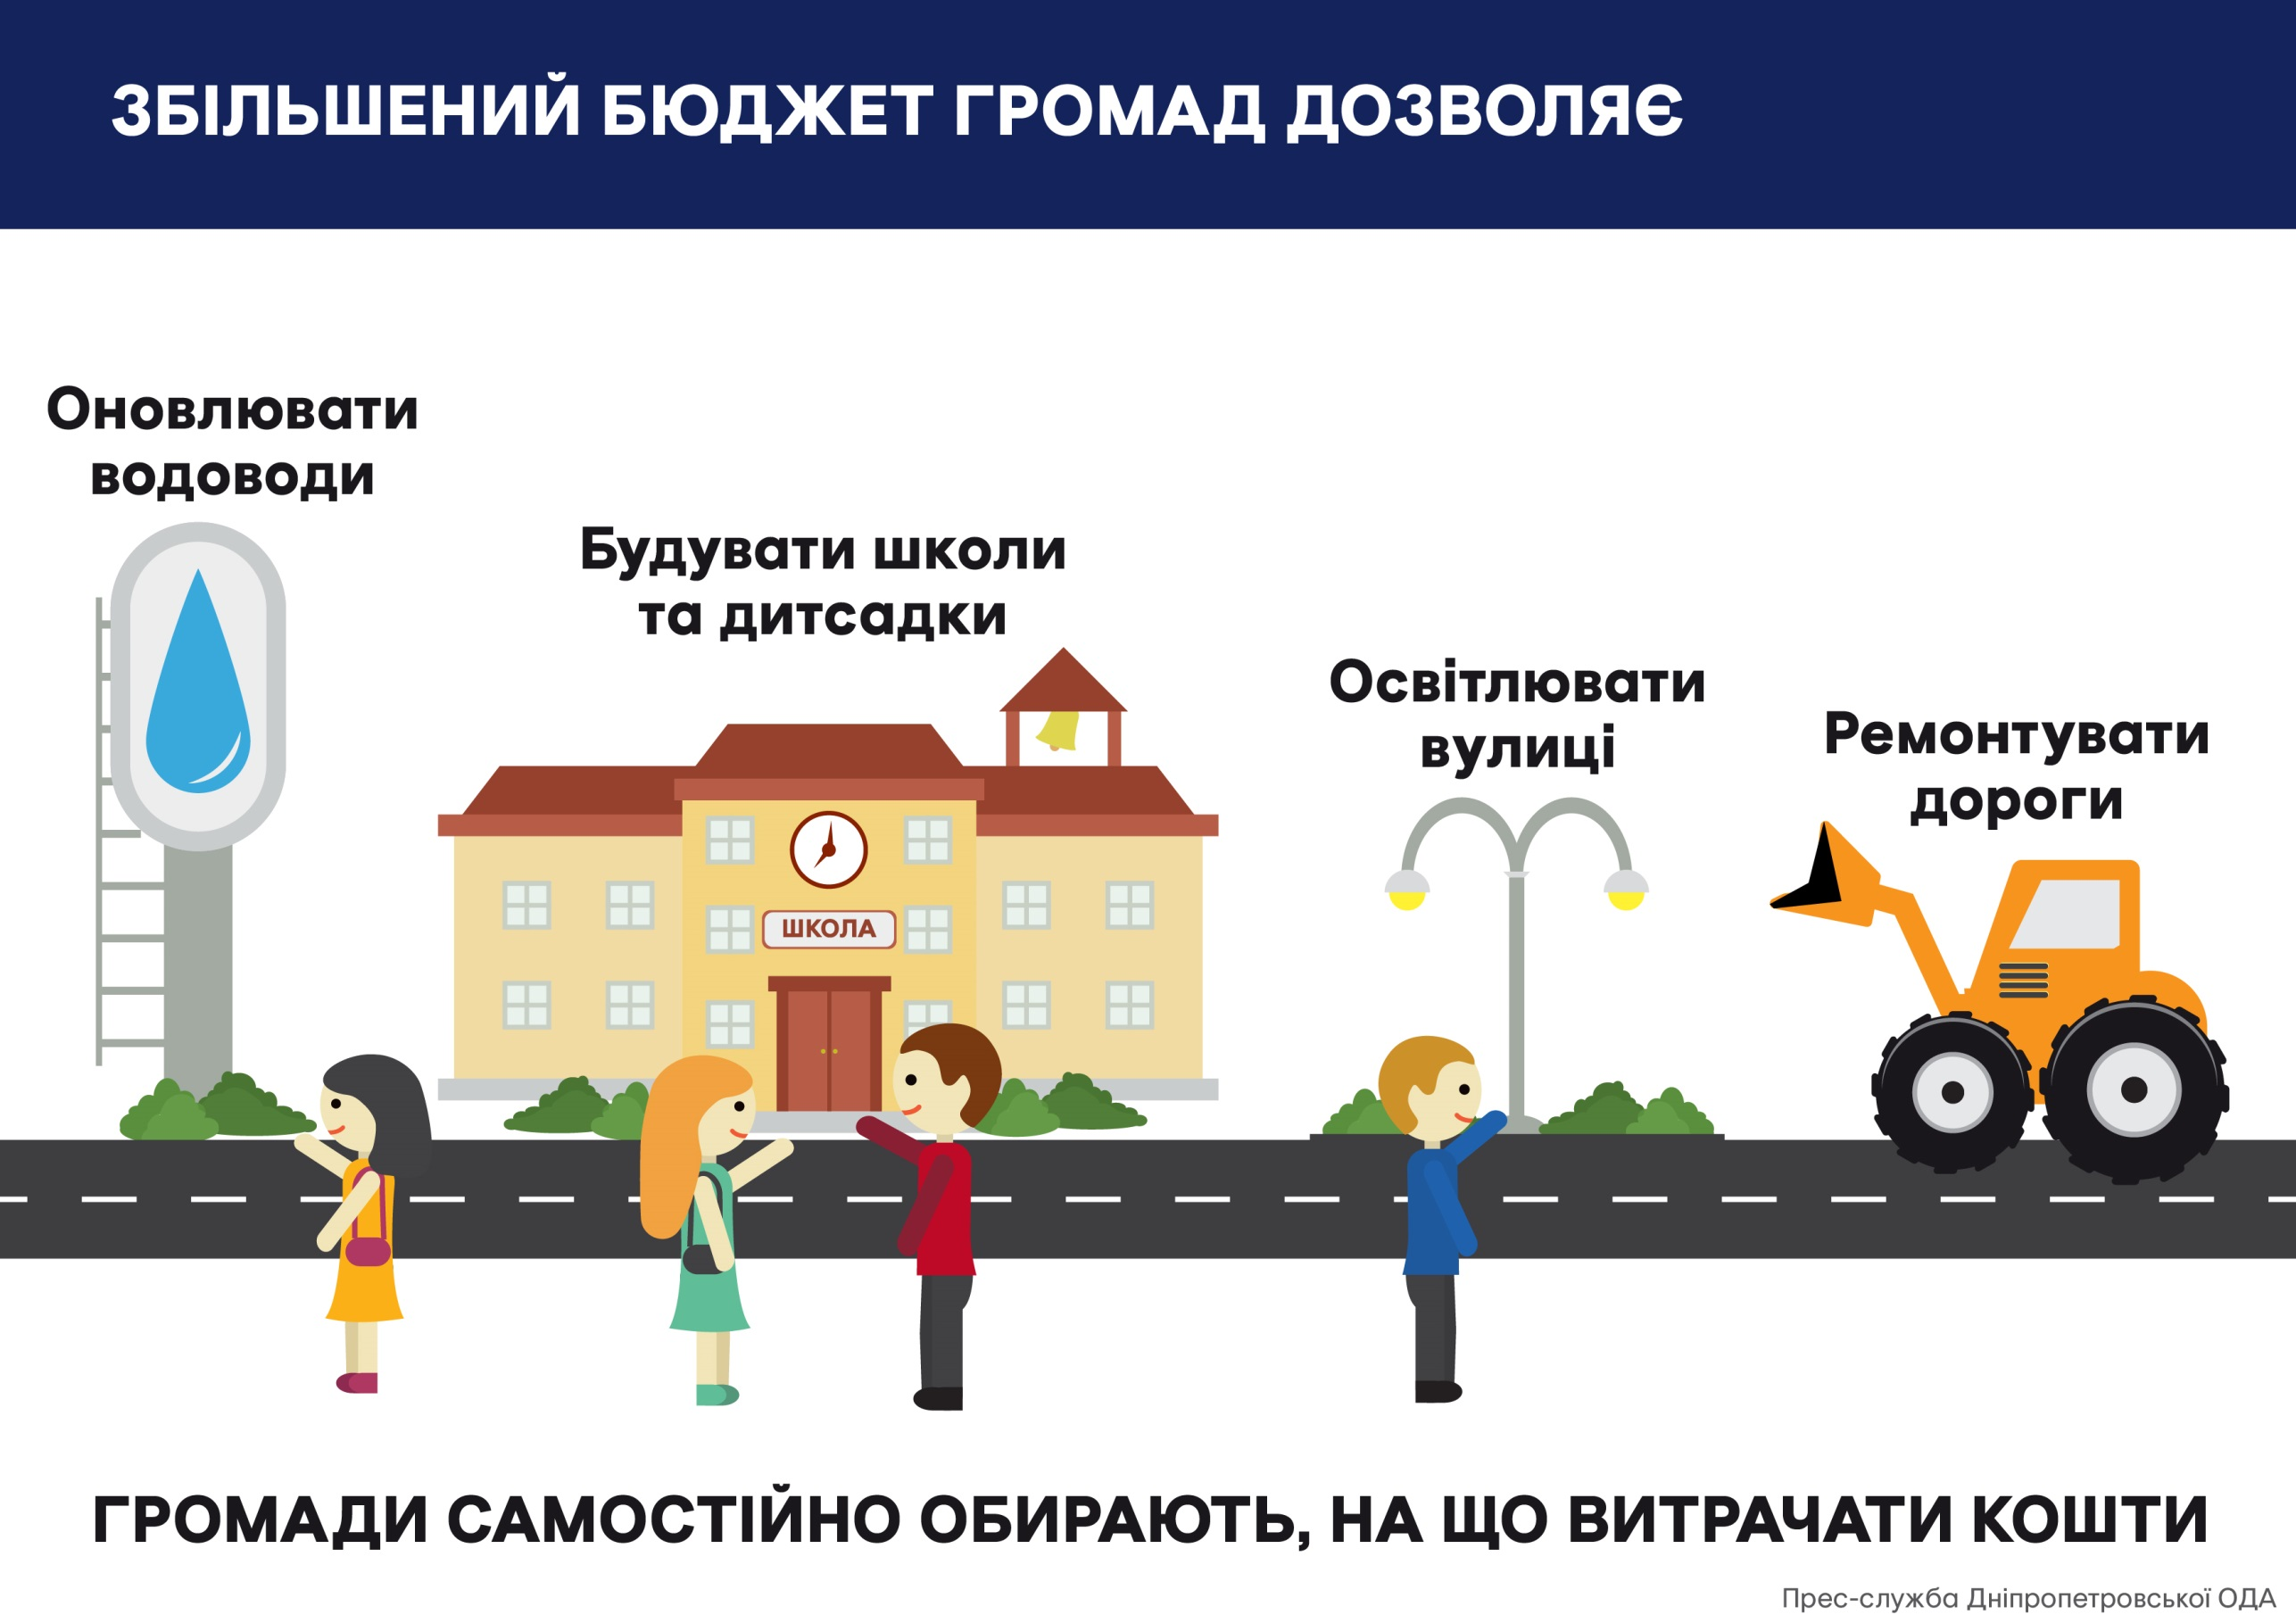 ЗБІЛЬШЕНИЙ БЮДЖЕТ ГРОМАД ДОЗВОЛЯЄ
Оновлювати
водоводи
Будувати школи
та дитсадки
Освітлювати
вулиці
Ремонтувати
дороги
ШКОЛА
ГРОМАДИ САМОСТІЙНО ОБИРАЮТЬ, НА ЩО ВИТРАЧАТИ КОШТИ
Прес-служба Дніпропетровської ОДА